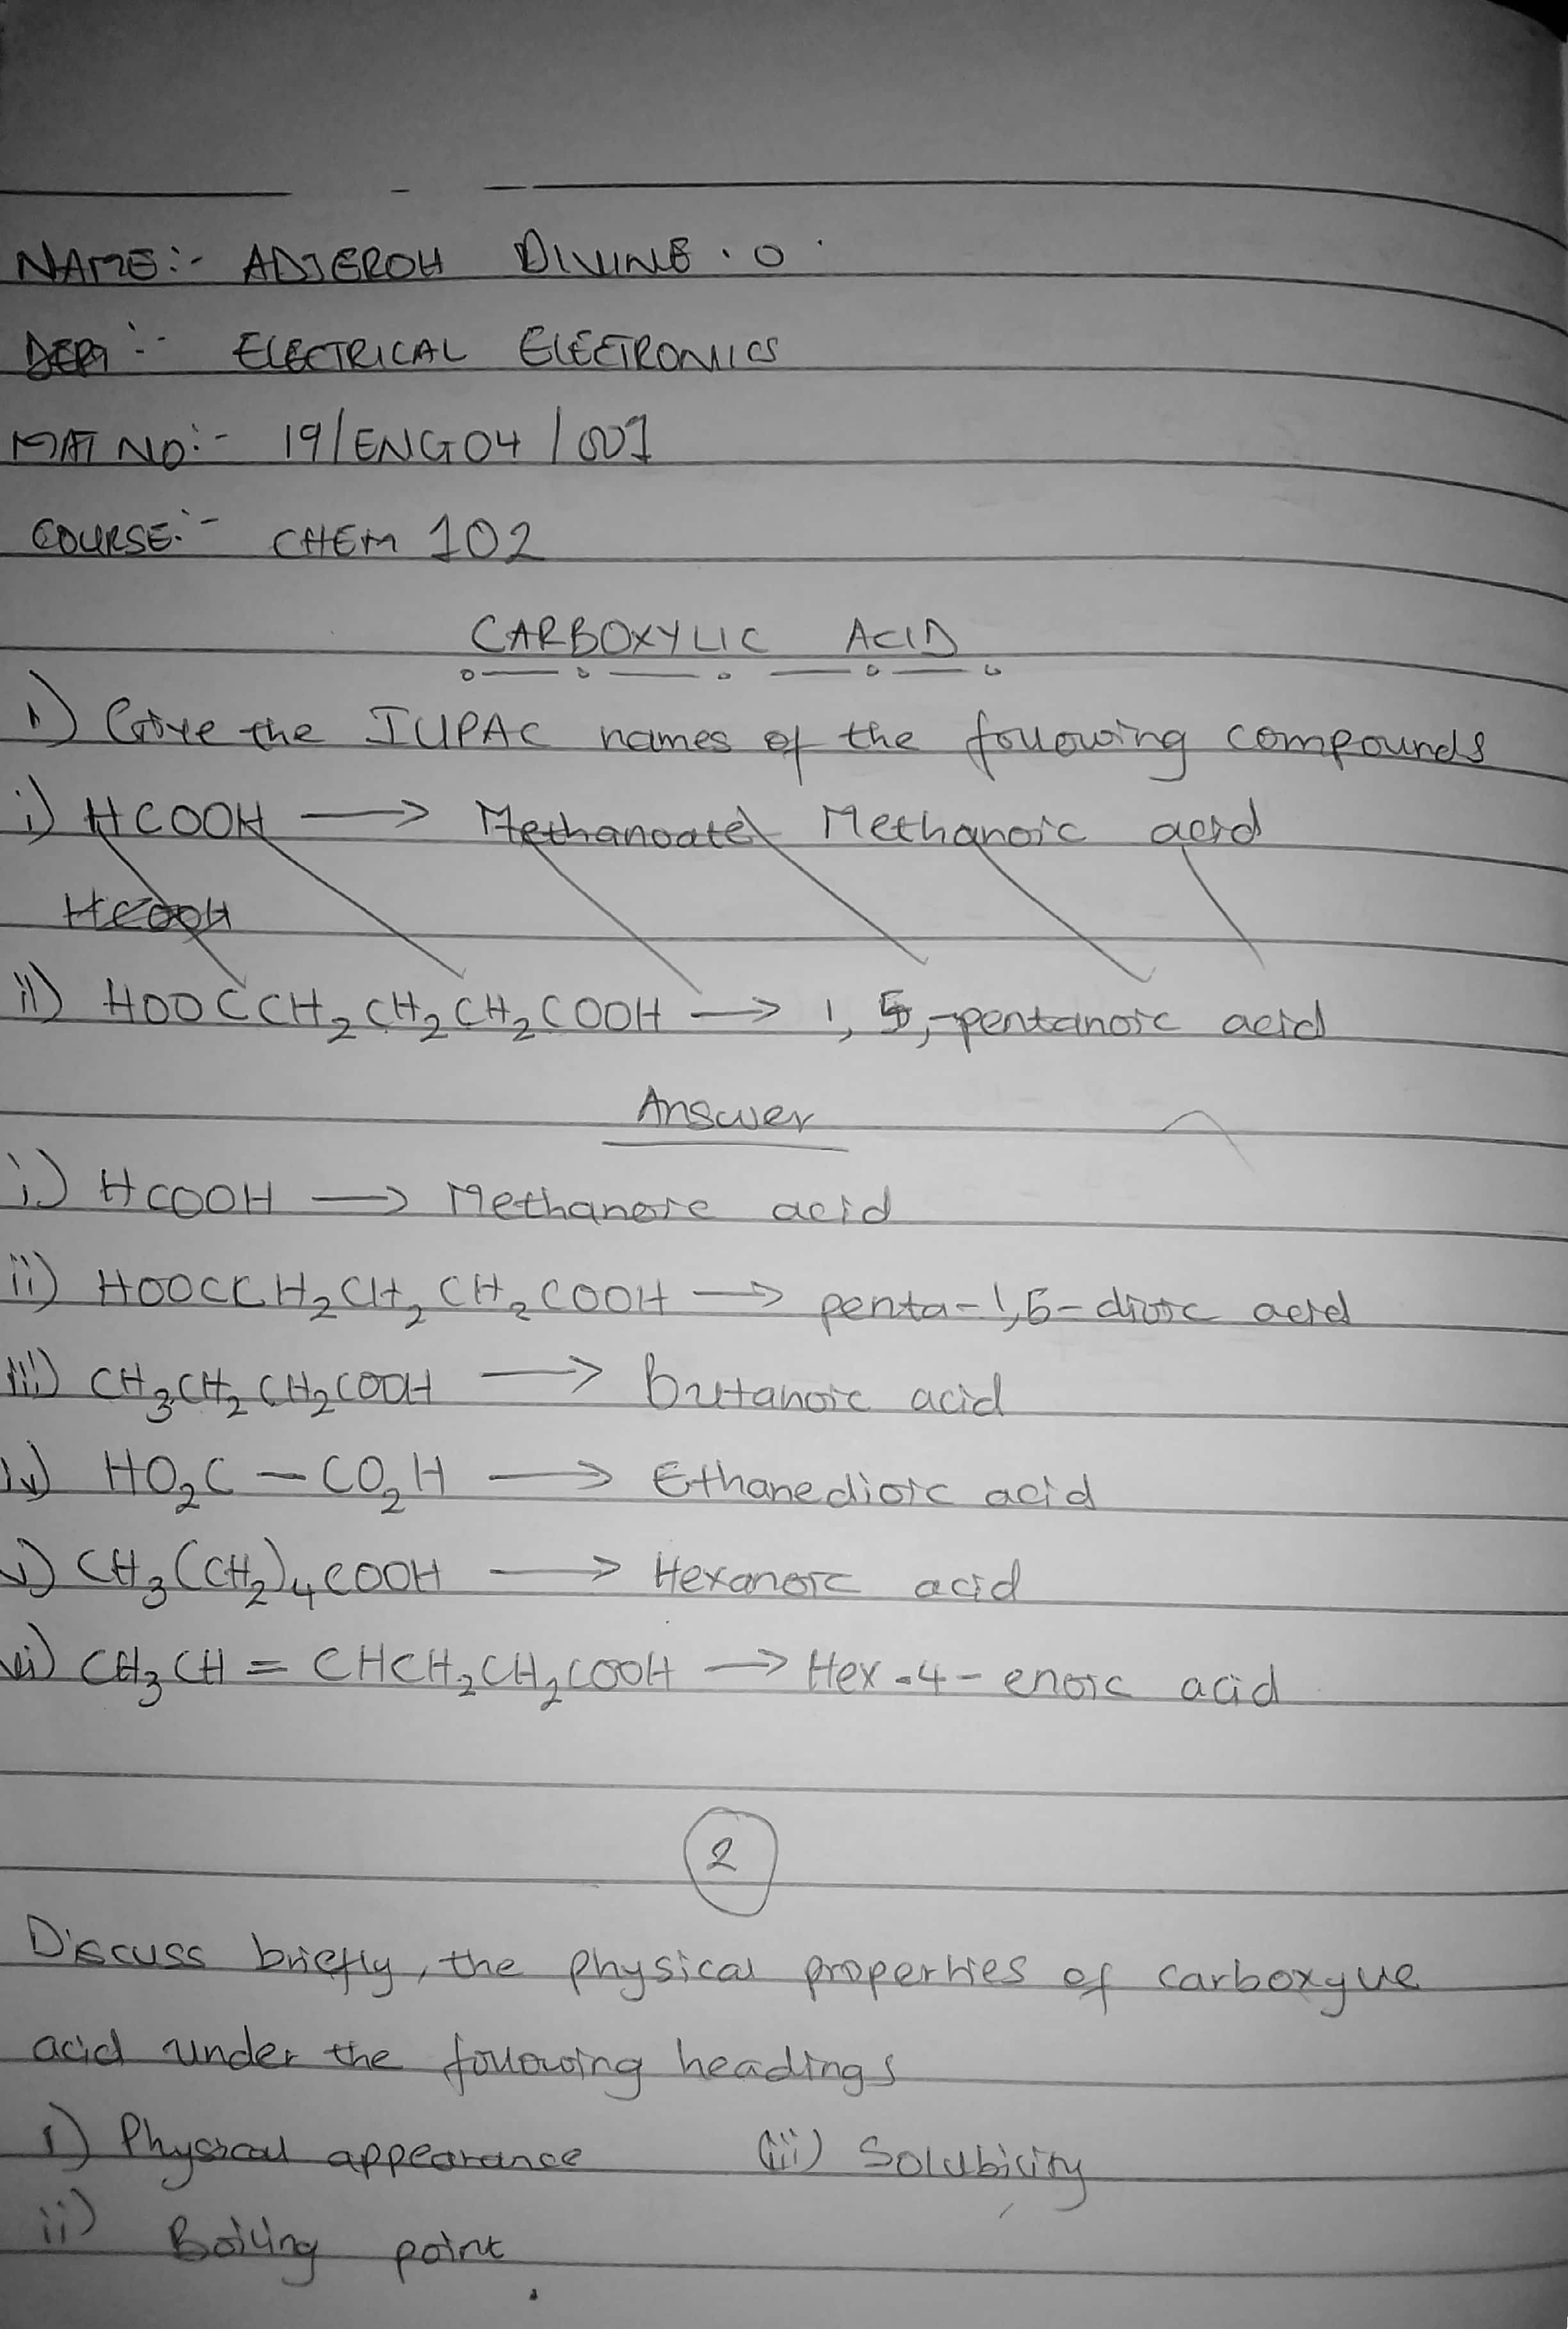 NAME:- ADJEROH DIVINE . O .
DEPT :- ELECTRICAL ELECTRONICS
MAT NO:- 19/ENG04/001
COURSE:- CHEM 102
CARBOXYLIC ACID
1) Give the IUPAC names of the following compounds
i) HCOOH → Methanoate Methanoic acid
HCOOH
ii) HOOCCH₂CH₂CH₂COOH → 1, 5,-pentanoic acid
Answer
i) HCOOH → Methanoic acid
ii) HOOCCH₂CH₂CH₂COOH → penta-1,5-dioic acid
iii) CH₃CH₂CH₂COOH → Butanoic acid
iv) HO₂C — CO₂H → Ethanedioic acid
v) CH₃(CH₂)₄COOH → Hexanoic acid
vi) CH₃CH = CHCH₂CH₂COOH → Hex-4-enoic acid
2
Discuss briefly, the physical properties of carboxylic
acid under the following headings
i) Physical appearance (iii) Solubility
ii) Boiling point.